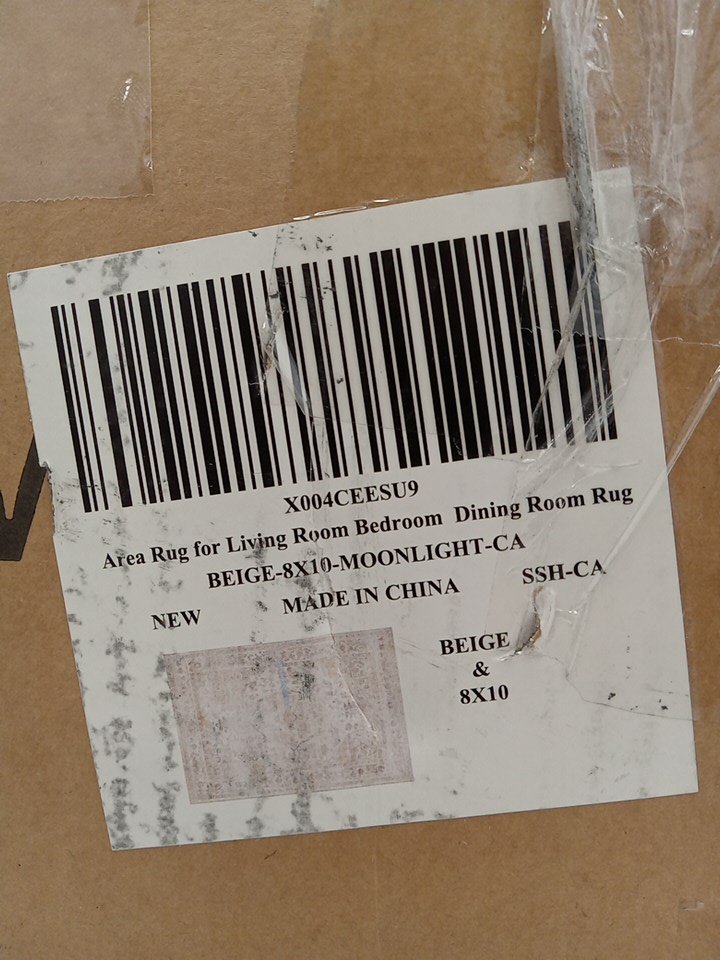 X004CEESU9
Area Rug for Living Room Bedroom Dining Room Rug
BEIGE-8X10-MOONLIGHT-CA
NEW MADE IN CHINA SSH-CA
BEIGE
&
8X10